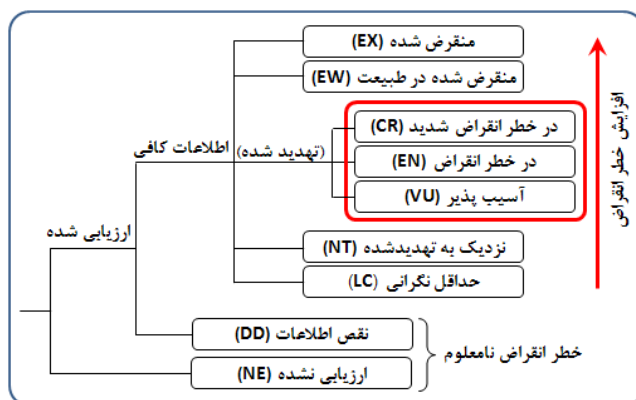 منقرض شده (EX)
منقرض شده در طبیعت (EW)
در خطر انقراض شدید (CR)
اطلاعات کافی
(تهدید شده)
در خطر انقراض (EN)
آسیب پذیر (VU)
افزایش خطر انقراض
ارزیابی شده
نزدیک به تهدیدشده (NT)
حداقل نگرانی (LC)
نقص اطلاعات (DD)
خطر انقراض نامعلوم
ارزیابی نشده (NE)